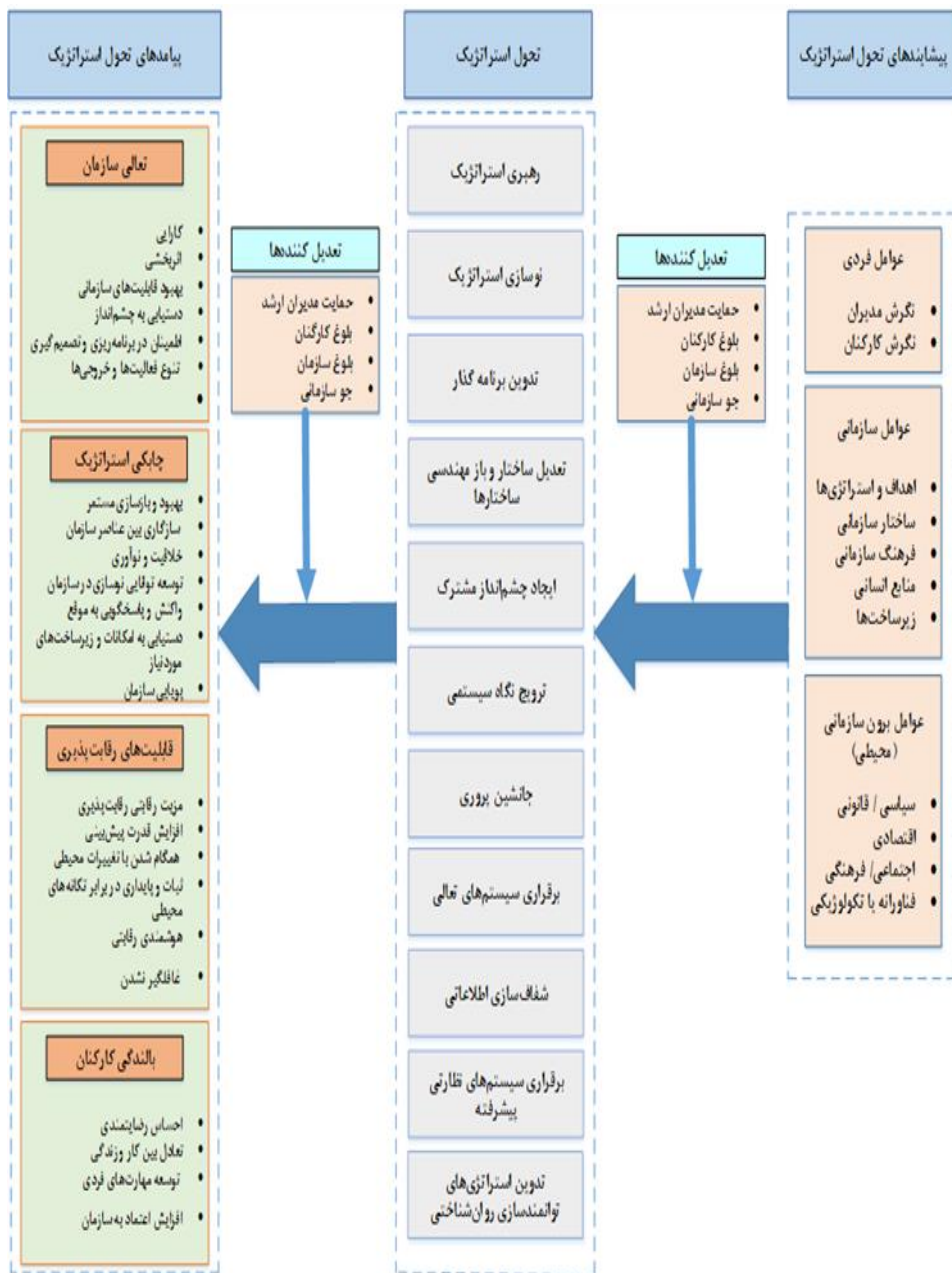 پیشایندهای تحول استراتژیک
عوامل فردی
نگرش مدیران
نگرش کارکنان
عوامل سازمانی
اهداف و استراتژی‌ها
ساختار سازمانی
فرهنگ سازمانی
منابع انسانی
زیرساخت‌ها
عوامل برون سازمانی
(محیطی)
سیاسی / قانونی
اقتصادی
اجتماعی/ فرهنگی
فناورانه یا تکولوژیکی
تعدیل کننده‌ها
حمایت مدیران ارشد
بلوغ کارکنان
بلوغ سازمان
جو سازمانی
تحول استراتژیک
رهبری استراتژیک
نوسازی استراتژیک
تدوین برنامه گذار
تعدیل ساختار و باز مهندسی
ساختارها
ایجاد چشم‌انداز مشترک
ترویج نگاه سیستمی
جانشین پروری
برقراری سیستم‌های تعالی
شفاف‌سازی اطلاعاتی
برقراری سیستم‌های نظارتی
پیشرفته
تدوین استراتژی‌های
توانمندسازی روان‌شناختی
تعدیل کننده‌ها
حمایت مدیران ارشد
بلوغ کارگنان
بلوغ سازمان
جو سازمانی
پیامدهای تحول استراتژیک
تعالی سازمان
کارایی
اثربخشی
بهبود قابلیت‌های سازمانی
دستیابی به چشم‌انداز
اطمینان در برنامه‌ریزی و تصمیم گیری
تنوع فعالیت‌ها و خروجی‌ها
چابکی استراتژیک
بهبود و بازسازی مستمر
سازگاری بین عناصر سازمان
خلاقیت و نوآوری
توسعه توقایی نوسازی در سازمان
واکنش و پاسخگویی به موقع
دستیابی به امکانات و زیرساخت‌های
موردنیاز
پویایی سازمان
قابلیت‌های رقابت پذیری
مزیت رقابتی رقابت‌پذیری
افزایش قدرت پیش‌بینی
همگام شدن با تغییرات محیطی
ثبات و پایداری در برابر تکانه‌های
محیطی
هوشمندی رقابتی
غافلگیر نشدن
بالندگی کارکنان
احساس رضایتمندی
تعادل بین کار و زندگی
توسعه مهارت‌های فردی
افزایش اعتماد به سازمان